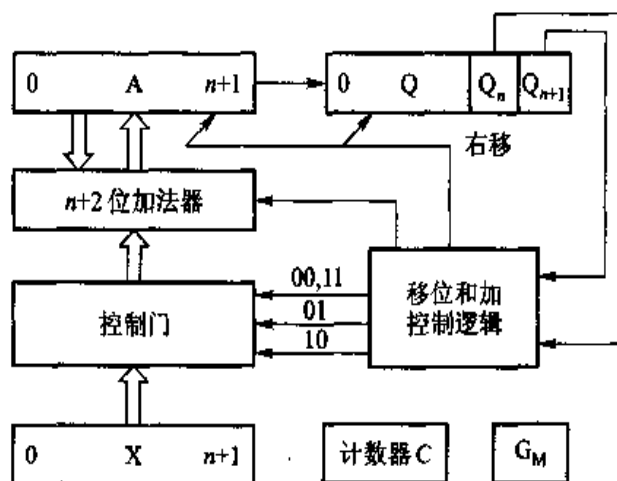 0 A n+1
0 Q Qn Qn+1
右移
n+2 位加法器
00,11
01
10
控制门
移位和加
控制逻辑
0 X n+1
计数器 C
GM